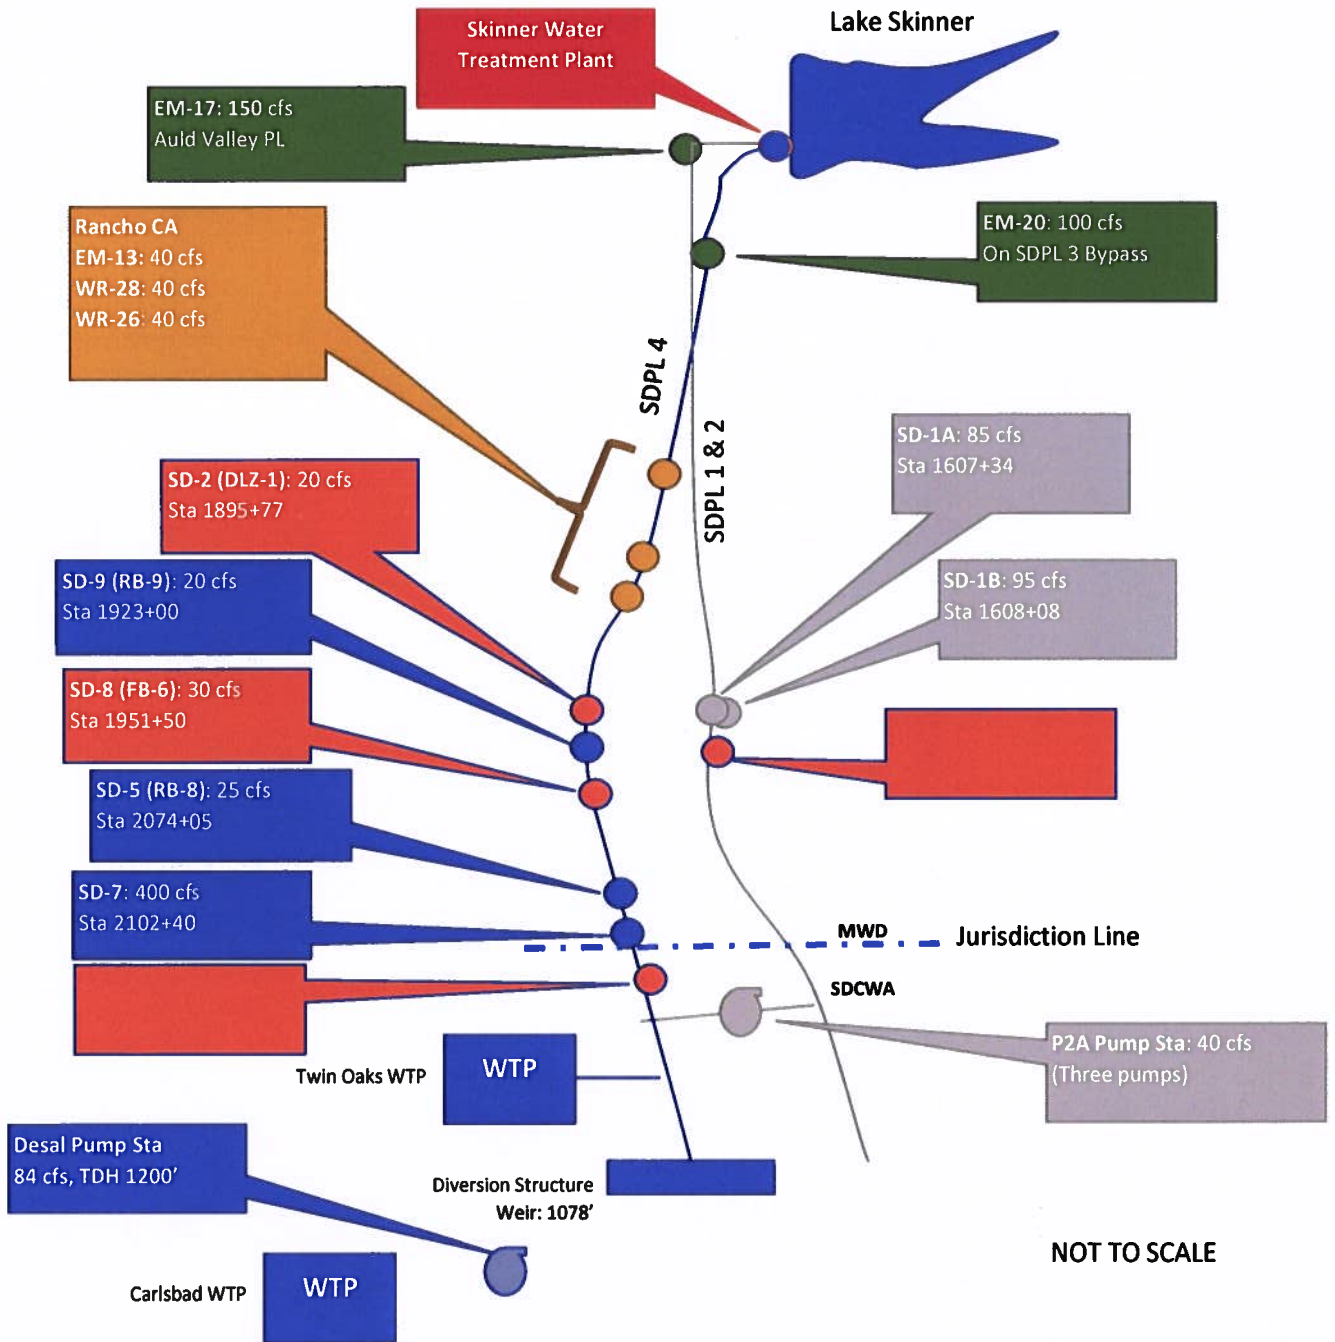 Lake Skinner
Skinner Water
Treatment Plant
EM-17: 150 cfs
Auld Valley PL
Rancho CA
EM-13: 40 cfs
WR-28: 40 cfs
WR-26: 40 cfs
EM-20: 100 cfs
On SDPL 3 Bypass
SDPL 4
SDPL 1 & 2
SD-1A: 85 cfs
Sta 1607+34
SD-2 (DLZ-1): 20 cfs
Sta 1895+77
SD-9 (RB-9): 20 cfs
Sta 1923+00
SD-1B: 95 cfs
Sta 1608+08
SD-8 (FB-6): 30 cfs
Sta 1951+50
SD-5 (RB-8): 25 cfs
Sta 2074+05
SD-7: 400 cfs
Sta 2102+40
MWD
Jurisdiction Line
SDCWA
P2A Pump Sta: 40 cfs
(Three pumps)
Twin Oaks WTP
WTP
Desal Pump Sta
84 cfs, TDH 1200'
Diversion Structure
Weir: 1078'
NOT TO SCALE
Carlsbad WTP
WTP